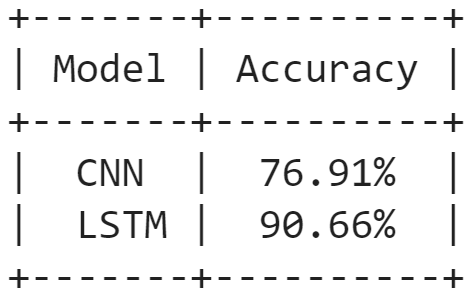 +-------+----------+
| Model | Accuracy |
+-------+----------+
|  CNN  |  76.91%  |
|  LSTM |  90.66%  |
+-------+----------+